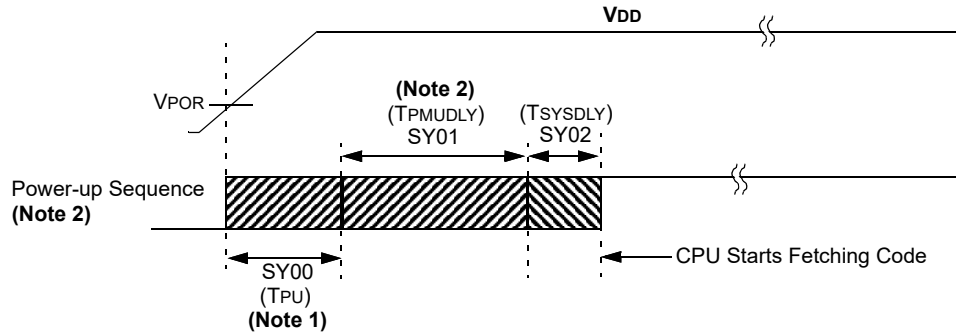 VDD
VPOR
(Note 2)
(TPMUDLY)
SY01
(TSYSDLY)
SY02
Power-up Sequence
(Note 2)
CPU Starts Fetching Code
SY00
(TPU)
(Note 1)